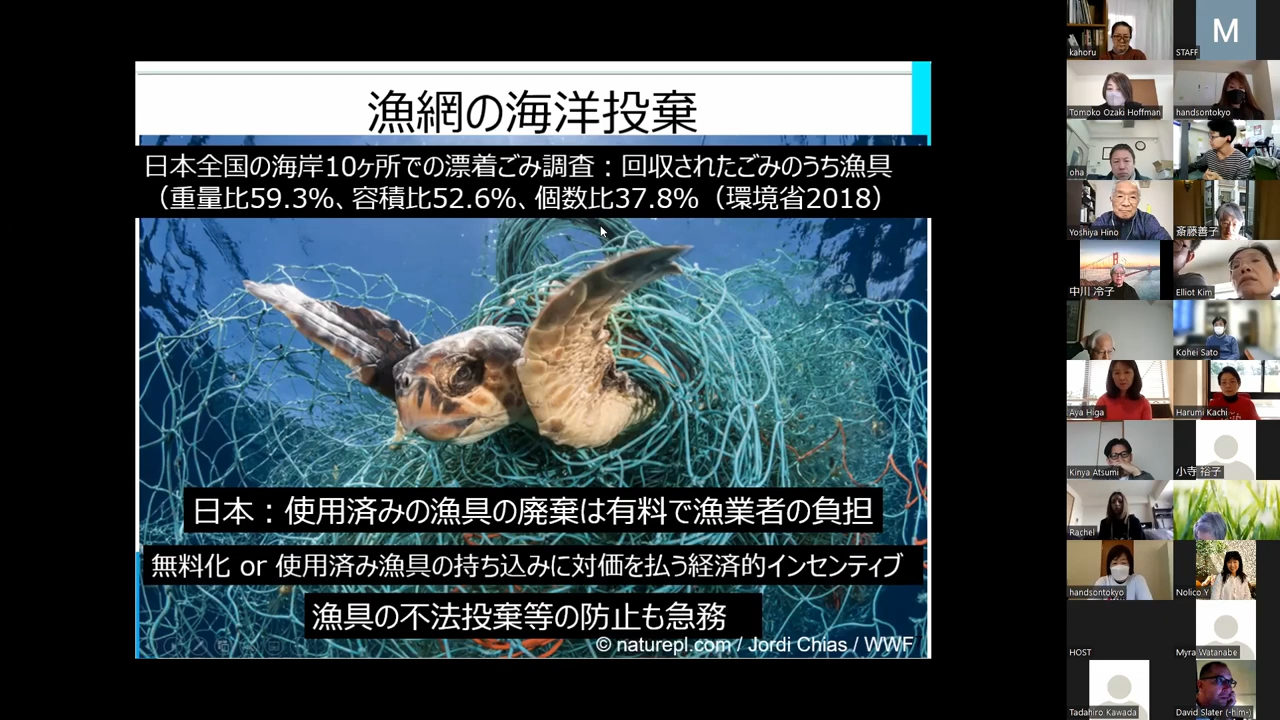 漁網の海洋投棄
日本全国の海岸10ヶ所での漂着ごみ調査：回収されたごみのうち漁具
（重量比59.3%、容積比52.6%、個数比37.8%（環境省2018）
日本：使用済みの漁具の廃棄は有料で漁業者の負担
無料化 or 使用済み漁具の持ち込みに対価を払う経済的インセンティブ
漁具の不法投棄等の防止も急務
© naturepl.com / Jordi Chias / WWF
kahoru
M
STAFF
Tomoko Ozaki Hoffman
handsontokyo
oha
Yoshiya Hino
斎藤善子
中川 冷子
Elliot Kim
Kohei Sato
Aya Higa
Harumi Kachi
Kinya Atsumi
小寺 裕子
Rachel
handsontokyo
Nolico Y
HOST
Myra Watanabe
Tadahiro Kawada
David Slater (-him-)